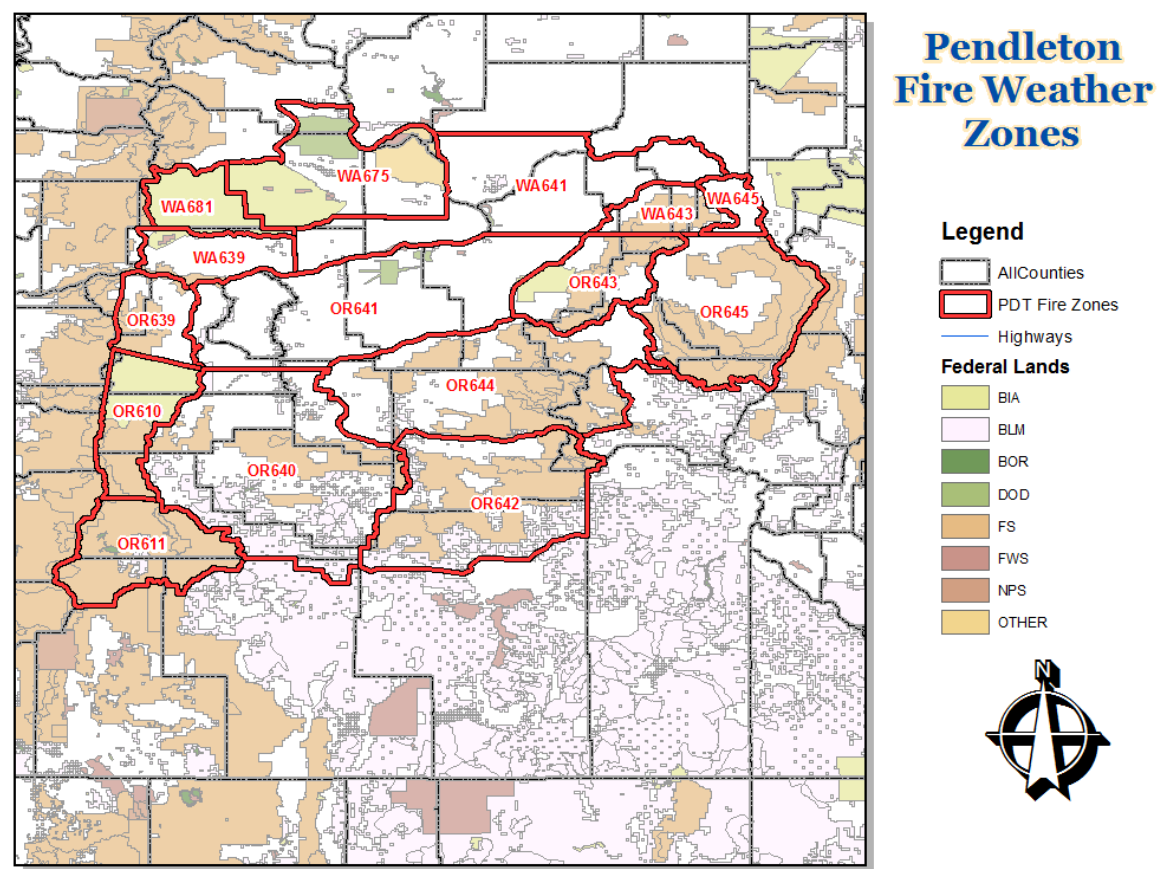 Pendleton
Fire Weather
Zones
WA675
WA641
WA645
WA681
WA643
WA639
OR643
OR641
OR645
OR639
OR644
OR610
OR640
OR642
OR611
Legend
AllCounties
PDT Fire Zones
Highways
Federal Lands
BIA
BLM
BOR
DOD
FS
FWS
NPS
OTHER
N